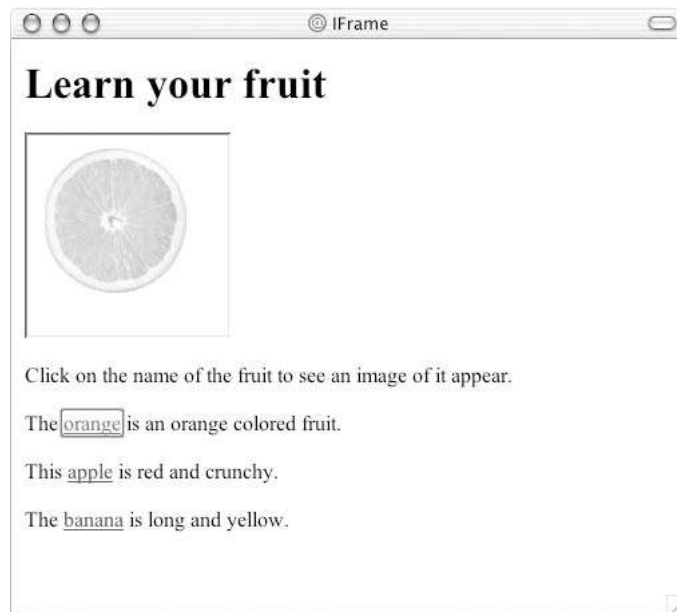 IFrame
Learn your fruit
Click on the name of the fruit to see an image of it appear.
The orange is an orange colored fruit.
This apple is red and crunchy.
The banana is long and yellow.